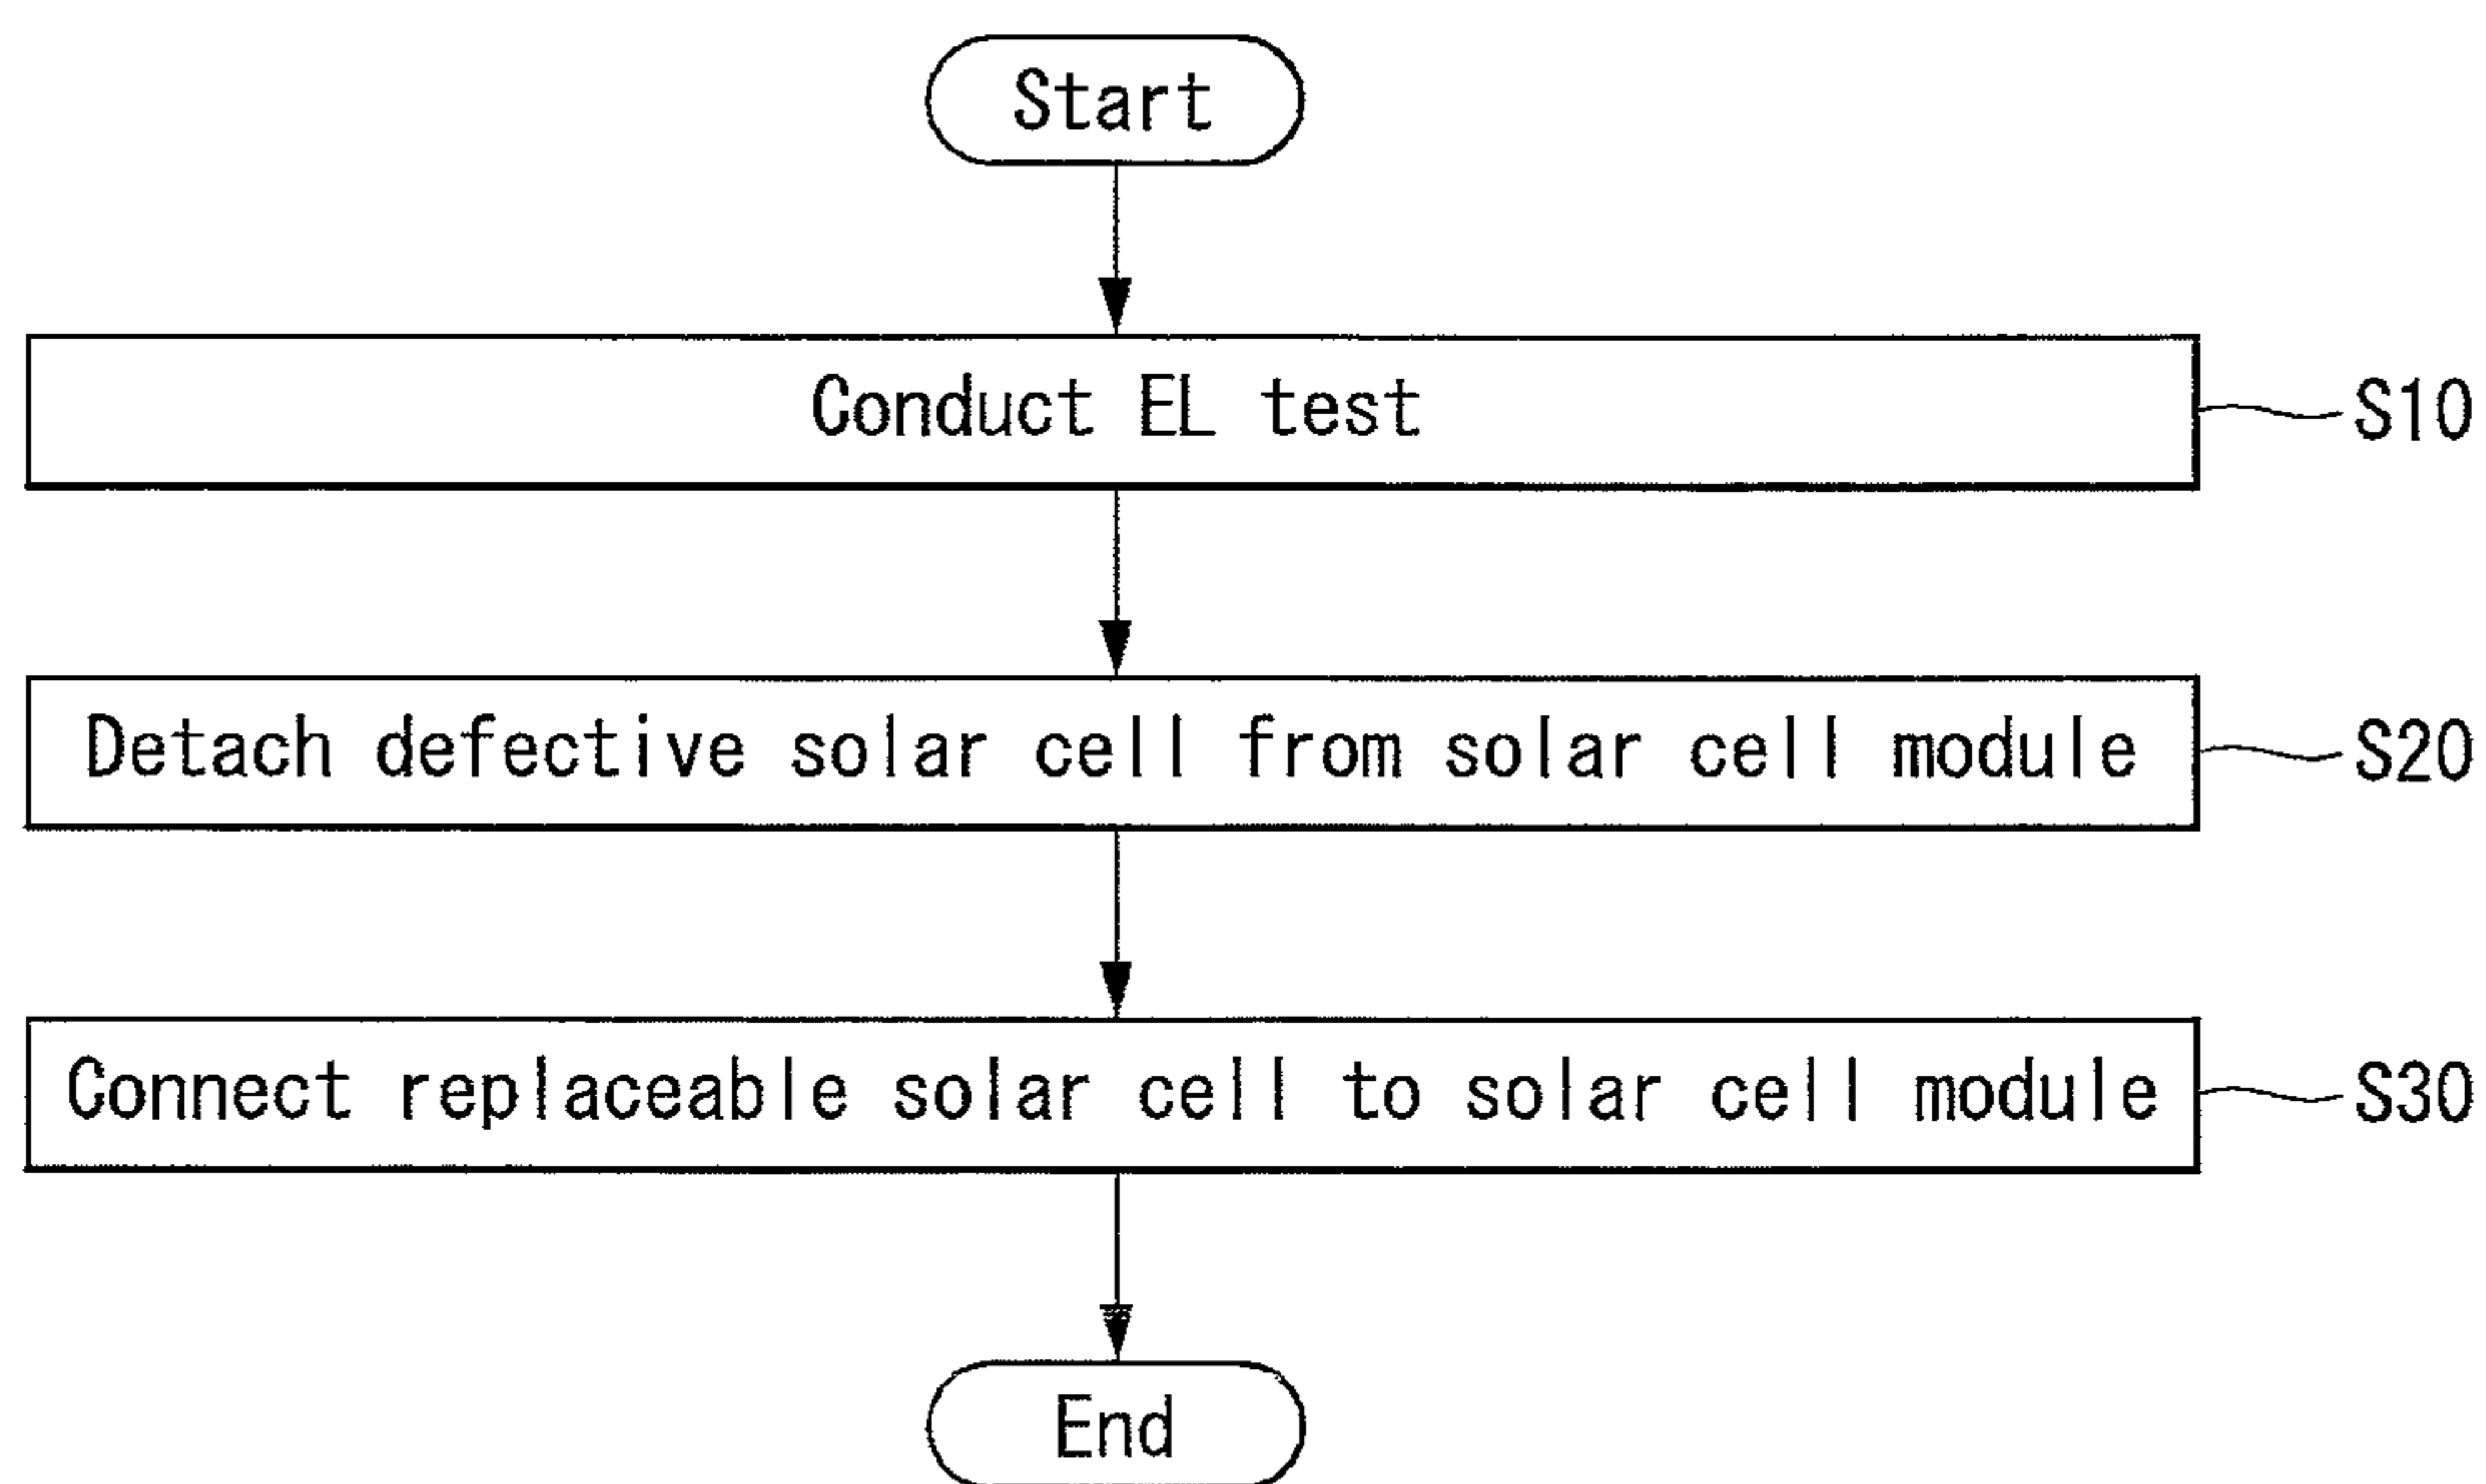 Start
Conduct EL test
S10
Detach defective solar cell from solar cell module
S20
Connect replaceable solar cell to solar cell module
S30
End